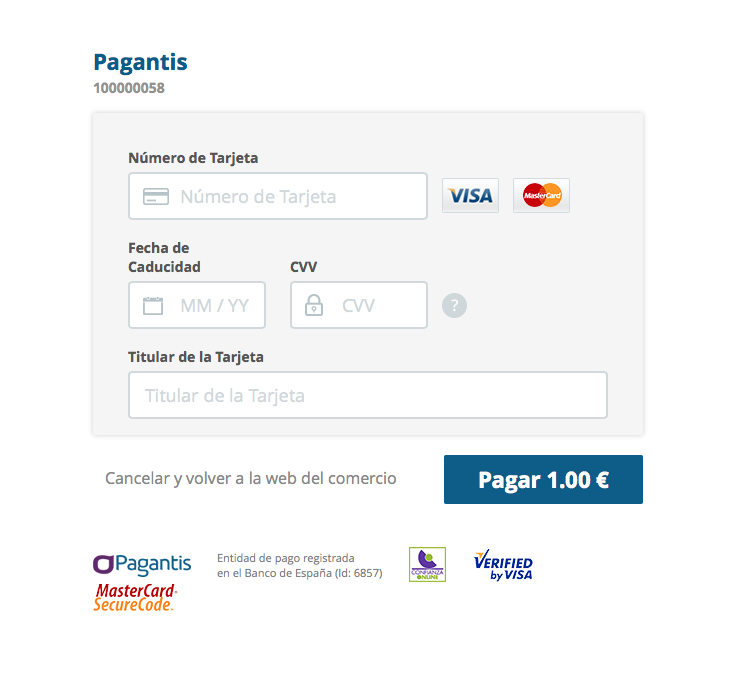 Pagantis
100000058
Número de Tarjeta
Número de Tarjeta
VISA
MasterCard
Fecha de
Caducidad
CVV
MM / YY
CVV
?
Titular de la Tarjeta
Titular de la Tarjeta
Cancelar y volver a la web del comercio
Pagar 1.00 €
Pagantis
Entidad de pago registrada
en el Banco de España (Id: 6857)
CONFIANZA
ONLINE
VERIFIED
by VISA
MasterCard
SecureCode.